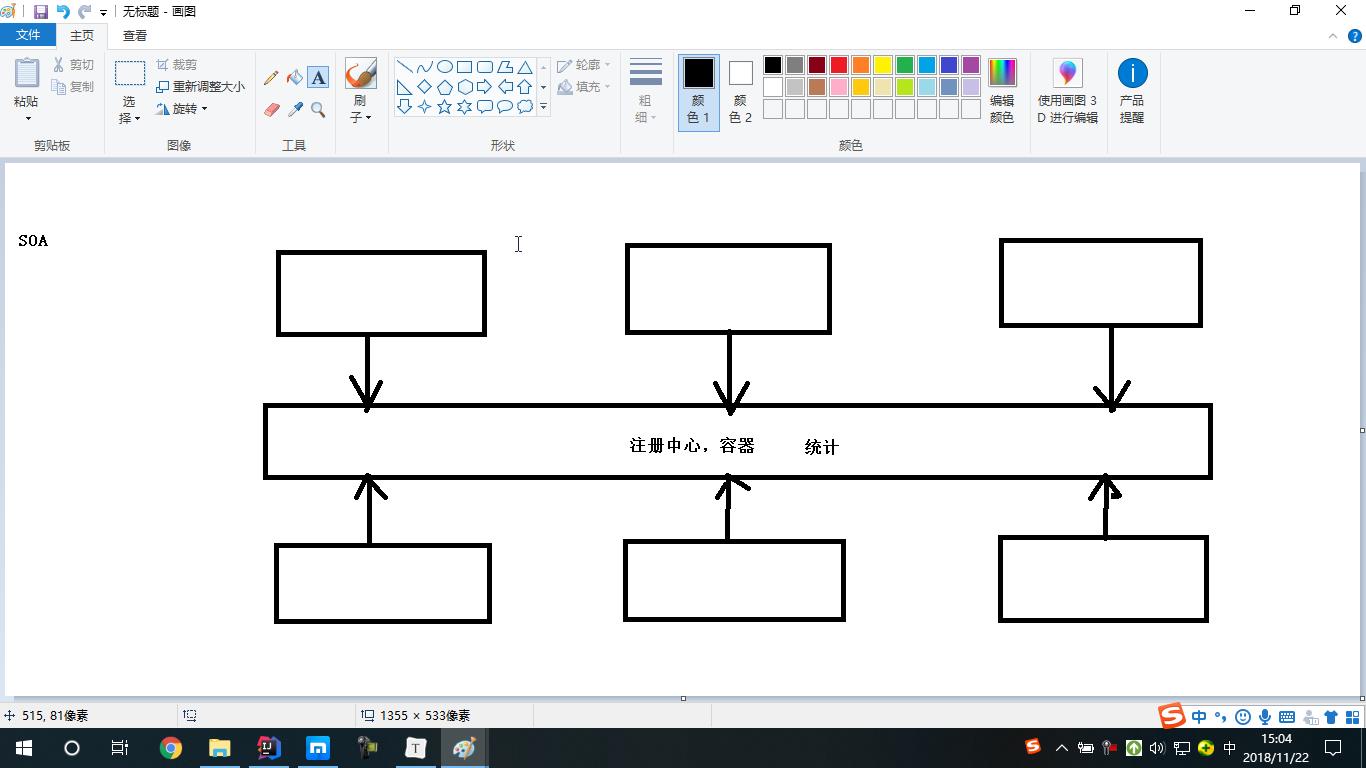 无标题 - 画图
文件 主页 查看
粘贴
剪切
复制
剪贴板
选择
裁剪
重新调整大小
旋转
图像
A
工具
刷子
轮廓
填充
形状
粗细
颜色 1
颜色 2
编辑颜色
颜色
使用画图 3D 进行编辑
产品提醒
SOA
注册中心，容器 统计
515, 81像素
1355 × 533像素
中
中
15:04
2018/11/22